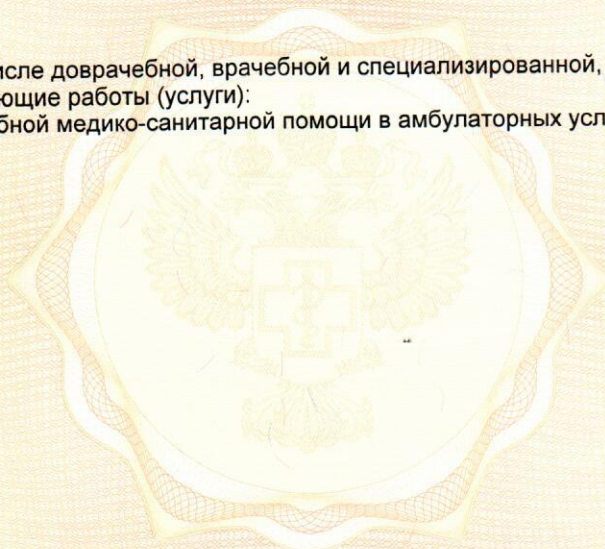 исле доврачебной, врачебной и специализированной,
ющие работы (услуги):
бной медико-санитарной помощи в амбулаторных усл